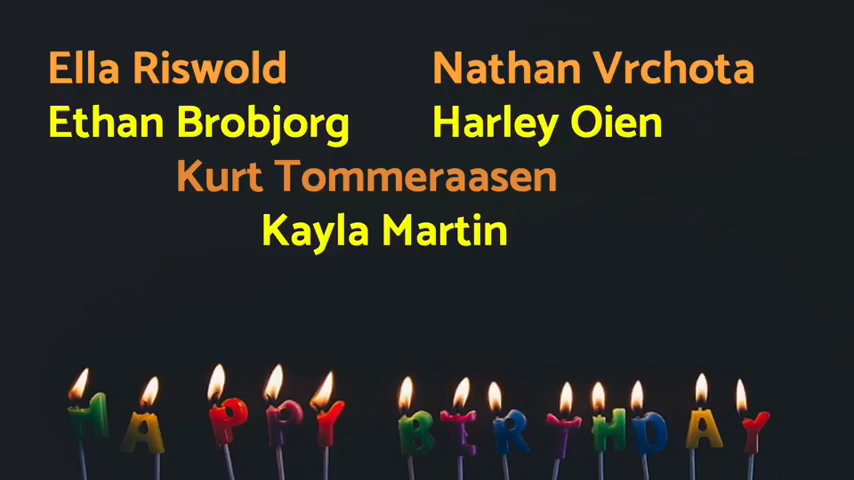 Ella Riswold Nathan Vrchota
Ethan Brobjorg Harley Oien
Kurt Tommeraasen
Kayla Martin
HAPPY BIRTHDAY